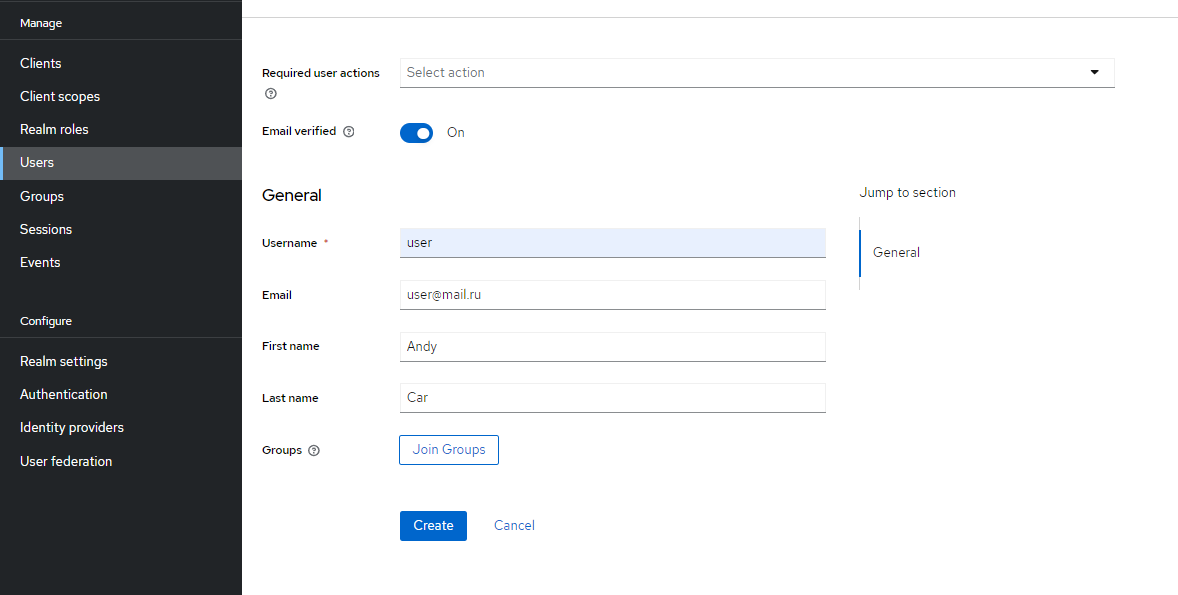 Manage
Clients
Client scopes
Realm roles
Users
Groups
Sessions
Events
Configure
Realm settings
Authentication
Identity providers
User federation
Required user actions
Select action
Email verified
On
General
Username *
user
Email
user@mail.ru
First name
Andy
Last name
Car
Groups
Join Groups
Create
Cancel
Jump to section
General